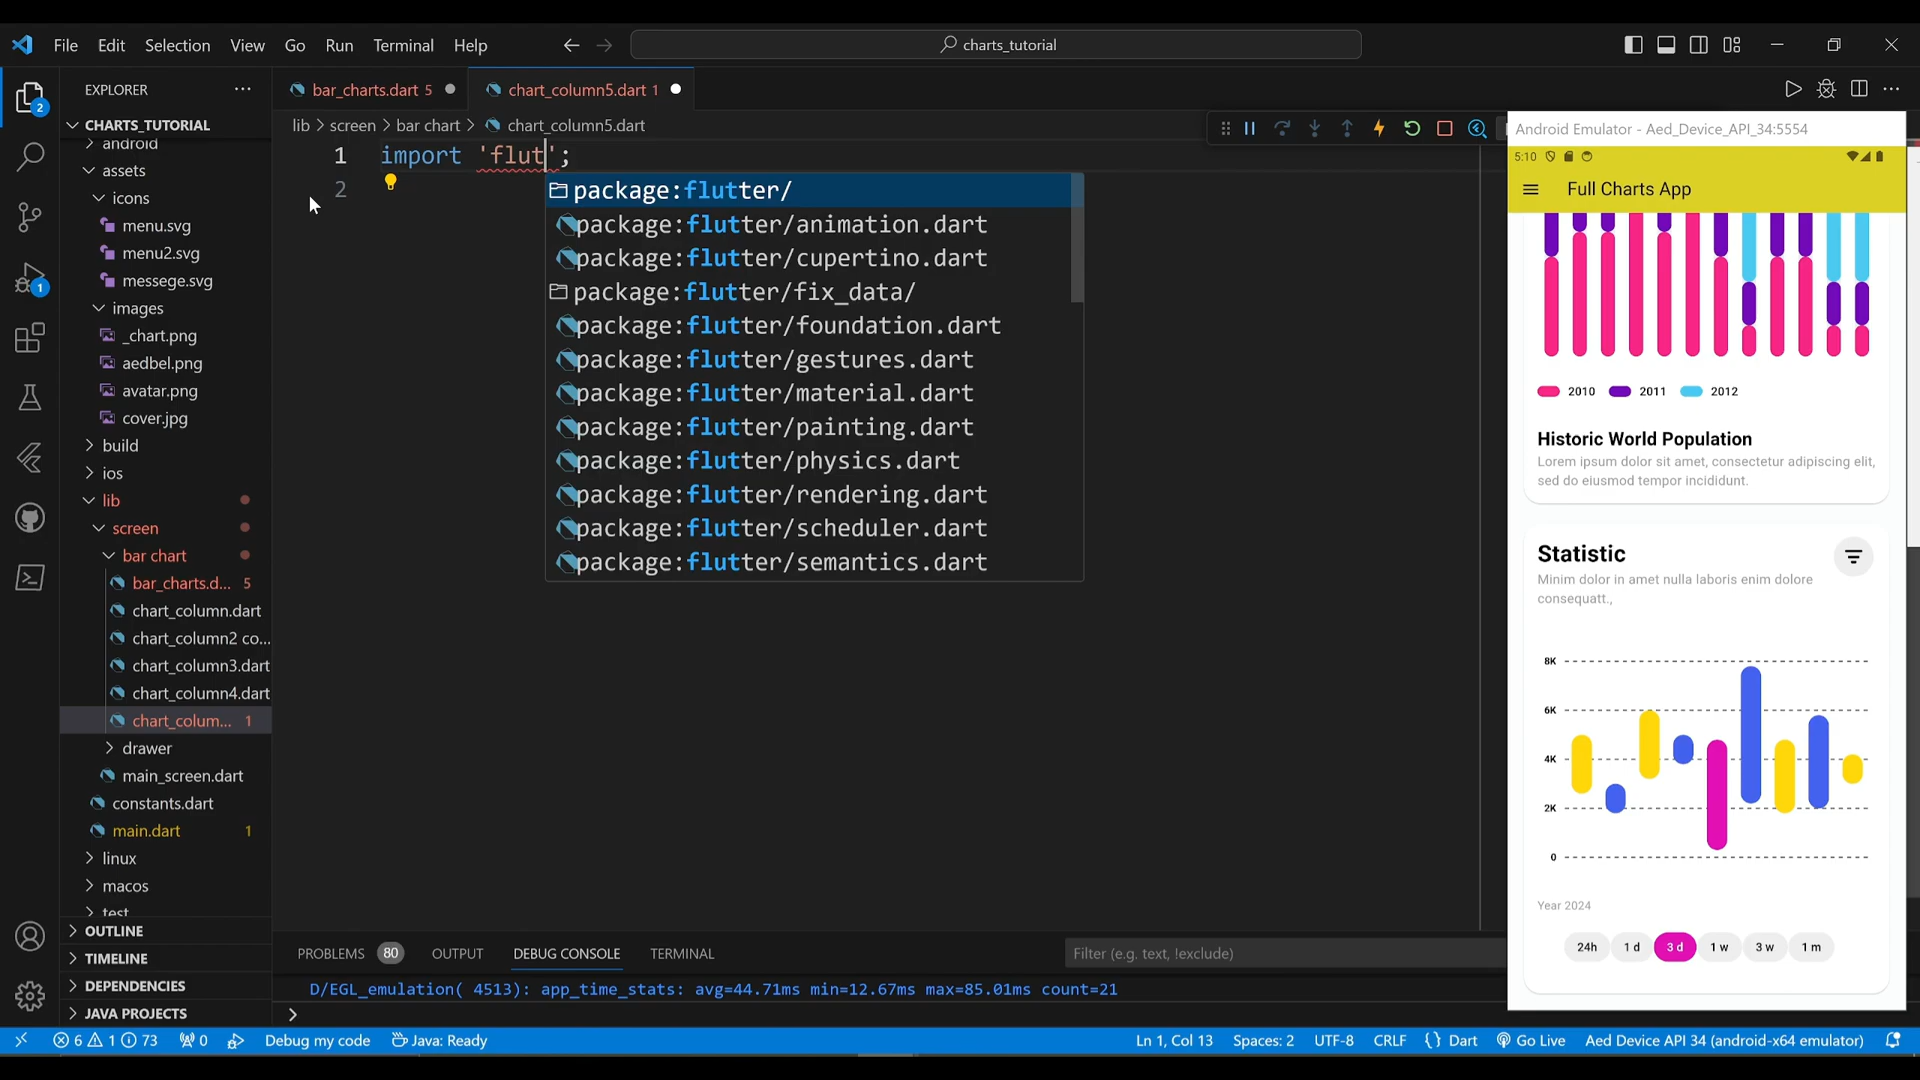 File Edit Selection View Go Run Terminal Help
charts_tutorial
EXPLORER
CHARTS_TUTORIAL
android
assets
icons
menu.svg
menu2.svg
messege.svg
images
_chart.png
aedbel.png
avatar.png
cover.jpg
build
ios
lib
screen
bar chart
bar_charts.d... 5
chart_column.dart
chart_column2 co...
chart_column3.dart
chart_column4.dart
chart_colum... 1
drawer
main_screen.dart
constants.dart
main.dart 1
linux
macos
test
OUTLINE
TIMELINE
DEPENDENCIES
JAVA PROJECTS
2
1
bar_charts.dart 5
chart_column5.dart 1
lib > screen > bar chart > chart_column5.dart
1 import 'flut';
2
package:flutter/
package:flutter/animation.dart
package:flutter/cupertino.dart
package:flutter/fix_data/
package:flutter/foundation.dart
package:flutter/gestures.dart
package:flutter/material.dart
package:flutter/painting.dart
package:flutter/physics.dart
package:flutter/rendering.dart
package:flutter/scheduler.dart
package:flutter/semantics.dart
PROBLEMS 80 OUTPUT DEBUG CONSOLE TERMINAL
Filter (e.g. text, !exclude)
D/EGL_emulation( 4513): app_time_stats: avg=44.71ms min=12.67ms max=85.01ms count=21
Android Emulator - Aed_Device_API_34:5554
5:10
Full Charts App
2010 2011 2012
Historic World Population
Lorem ipsum dolor sit amet, consectetur adipiscing elit,
sed do eiusmod tempor incididunt.
Statistic
Minim dolor in amet nulla laboris enim dolore
consequatt.,
8K
6K
4K
2K
0
Year 2024
24h 1 d 3 d 1 w 3 w 1 m
6 1 73 0 Debug my code Java: Ready
Ln 1, Col 13 Spaces: 2 UTF-8 CRLF {} Dart Go Live Aed Device API 34 (android-x64 emulator)